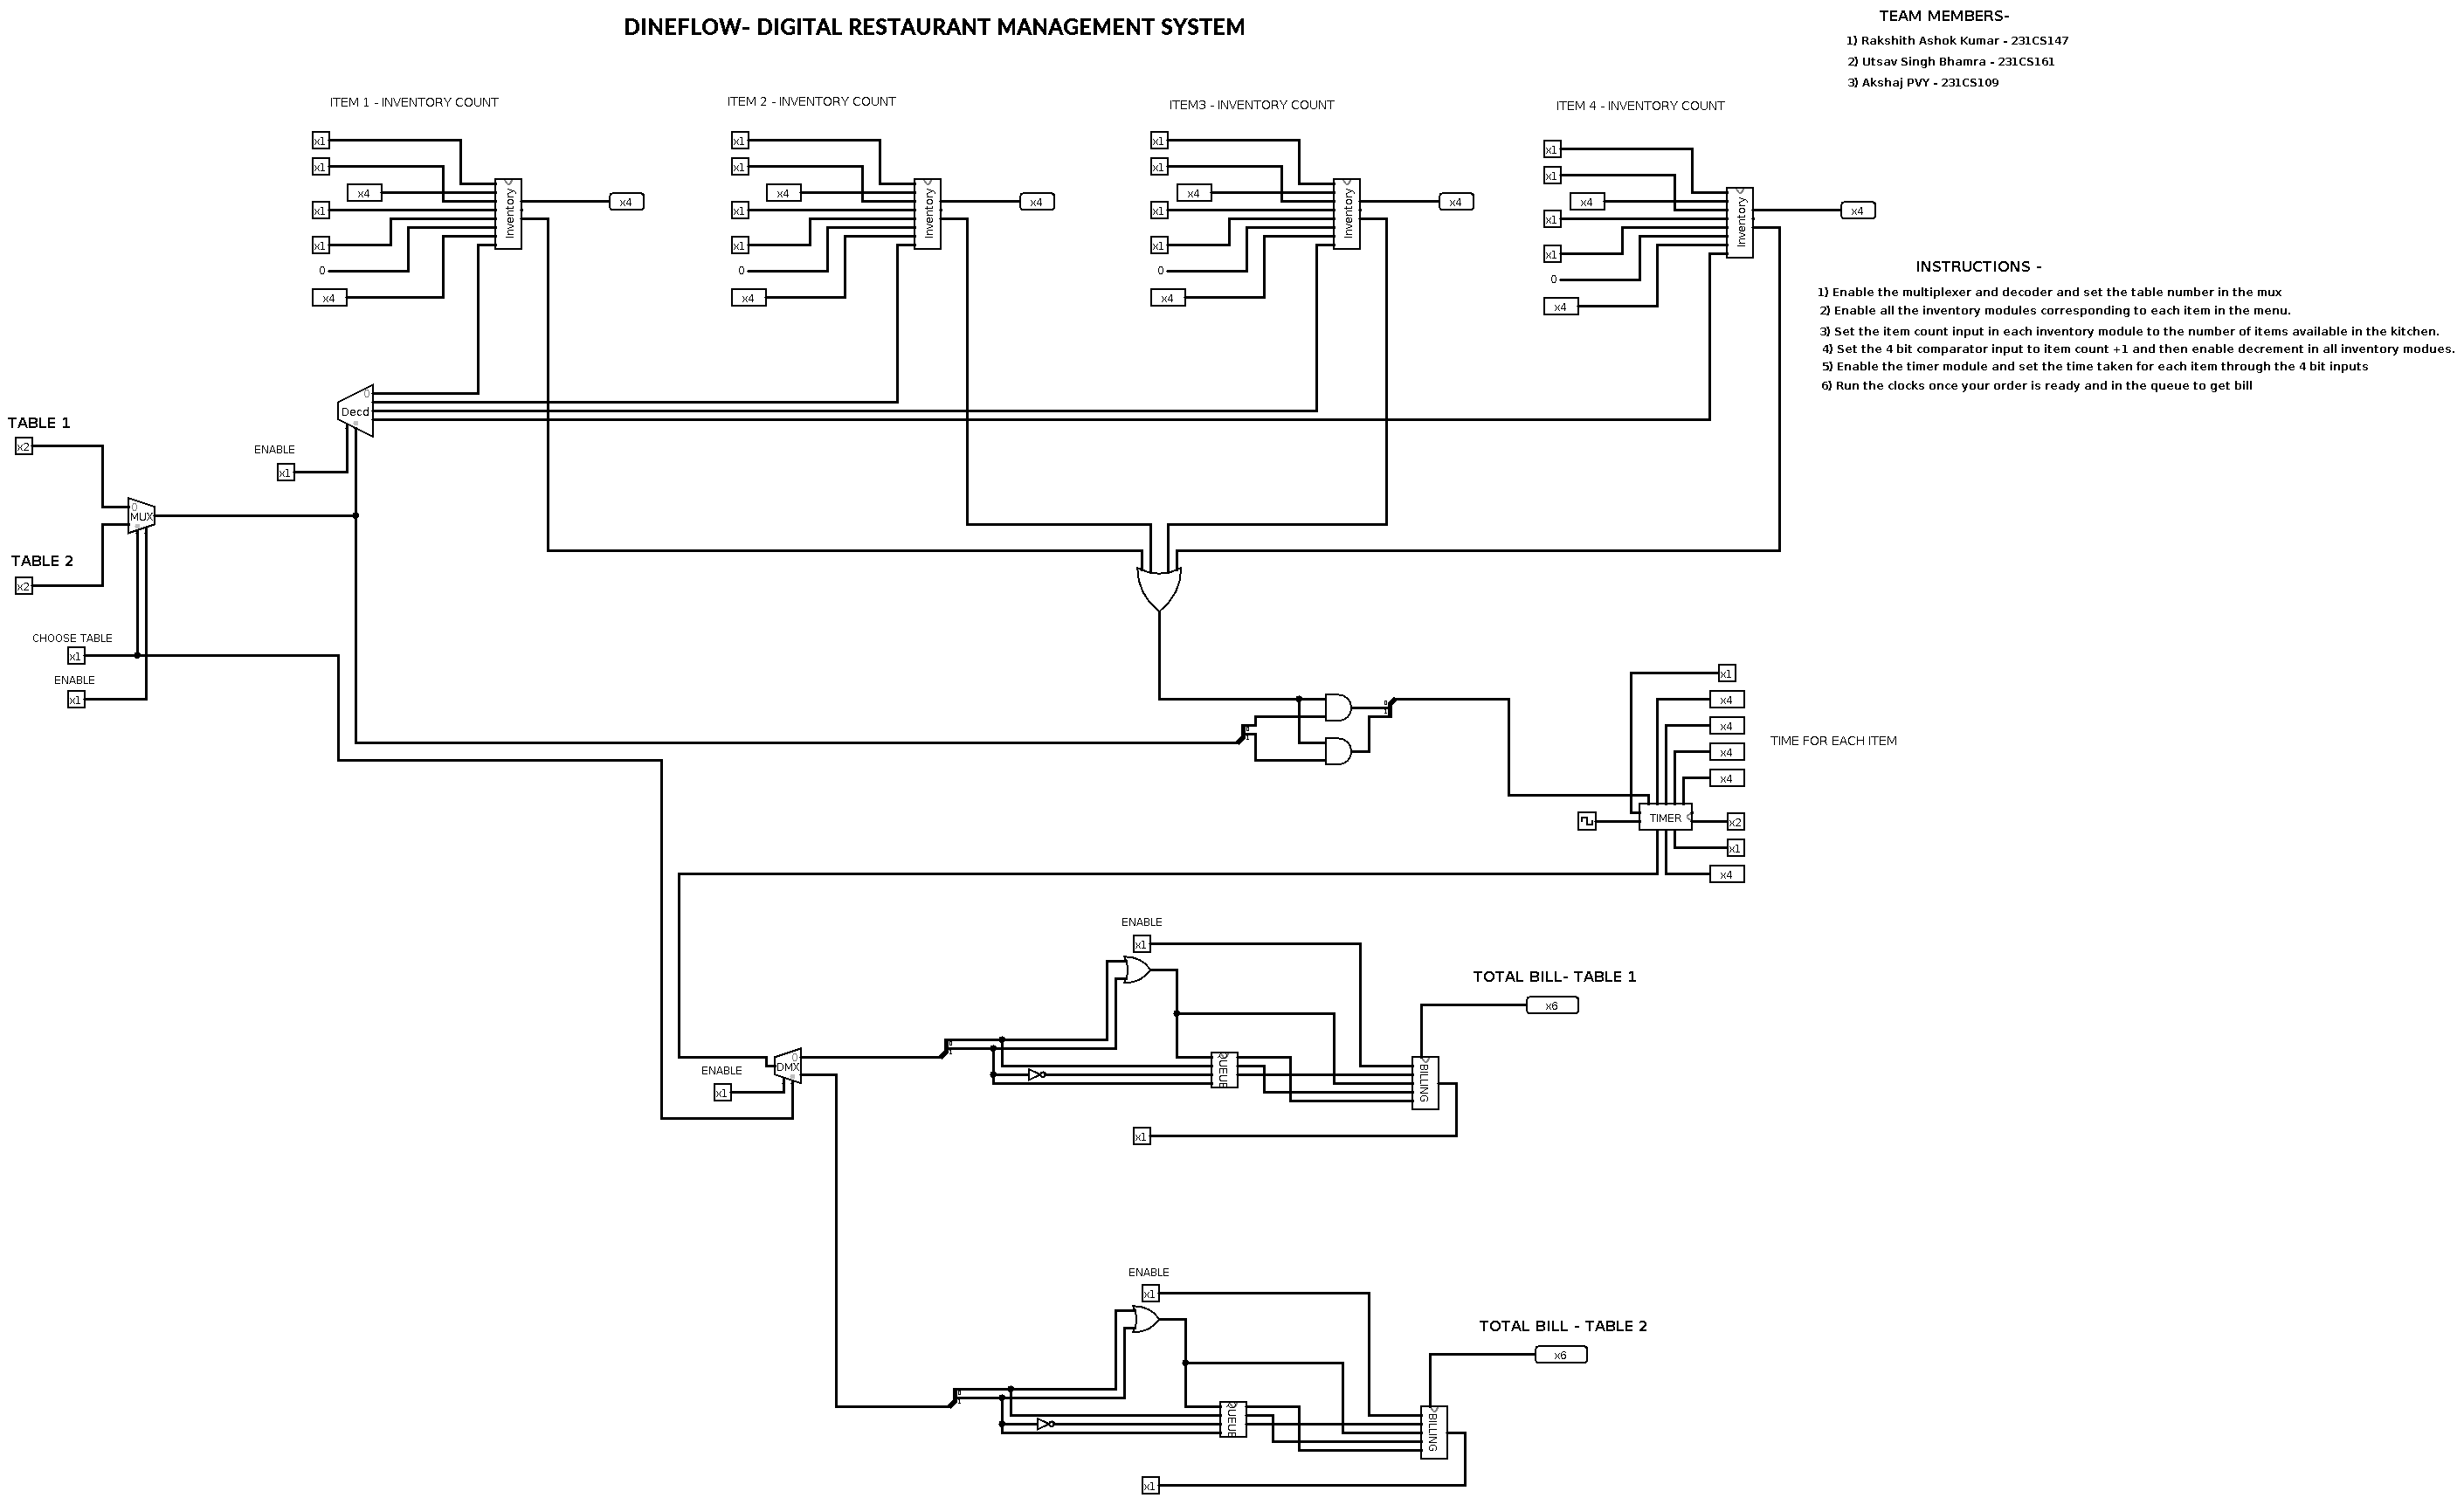 DINEFLOW- DIGITAL RESTAURANT MANAGEMENT SYSTEM
TEAM MEMBERS-
1) Rakshith Ashok Kumar - 231CS147
2) Utsav Singh Bhamra - 231CS161
3) Akshaj PVY - 231CS109
ITEM 1 - INVENTORY COUNT
x1
x1
x4
x1
x1
0
x4
Inventory
x4
ITEM 2 - INVENTORY COUNT
x1
x1
x4
x1
x1
0
x4
Inventory
x4
ITEM3 - INVENTORY COUNT
x1
x1
x4
x1
x1
0
x4
Inventory
x4
ITEM 4 - INVENTORY COUNT
x1
x1
x4
x1
x1
0
x4
Inventory
x4
INSTRUCTIONS -
1) Enable the multiplexer and decoder and set the table number in the mux
2) Enable all the inventory modules corresponding to each item in the menu.
3) Set the item count input in each inventory module to the number of items available in the kitchen.
4) Set the 4 bit comparator input to item count +1 and then enable decrement in all inventory modues.
5) Enable the timer module and set the time taken for each item through the 4 bit inputs
6) Run the clocks once your order is ready and in the queue to get bill
0
Decd
ENABLE
x1
TABLE 1
x2
0
MUX
TABLE 2
x2
CHOOSE TABLE
x1
ENABLE
x1
0
1
0
1
x1
x4
x4
x4
x4
TIME FOR EACH ITEM
TIMER
x2
x1
x4
ENABLE
x1
TOTAL BILL- TABLE 1
x6
0
1
0
DMX
ENABLE
x1
QUEUE
BILLING
x1
ENABLE
x1
TOTAL BILL - TABLE 2
x6
0
1
QUEUE
BILLING
x1